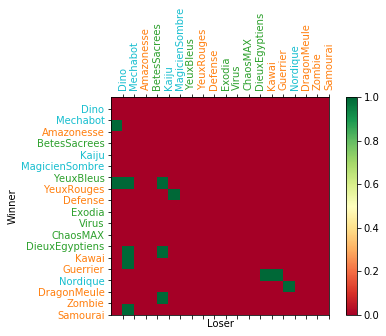 Dino
Mechabot
Amazonesse
BetesSacrees
Kaiju
MagicienSombre
YeuxBleus
YeuxRouges
Defense
Exodia
Virus
ChaosMAX
DieuxEgyptiens
Kawai
Guerrier
Nordique
DragonMeule
Zombie
Samourai
Dino
Mechabot
Amazonesse
BetesSacrees
Kaiju
MagicienSombre
YeuxBleus
YeuxRouges
Defense
Exodia
Virus
ChaosMAX
DieuxEgyptiens
Kawai
Guerrier
Nordique
DragonMeule
Zombie
Samourai
Winner
Loser
1.0
0.8
0.6
0.4
0.2
0.0